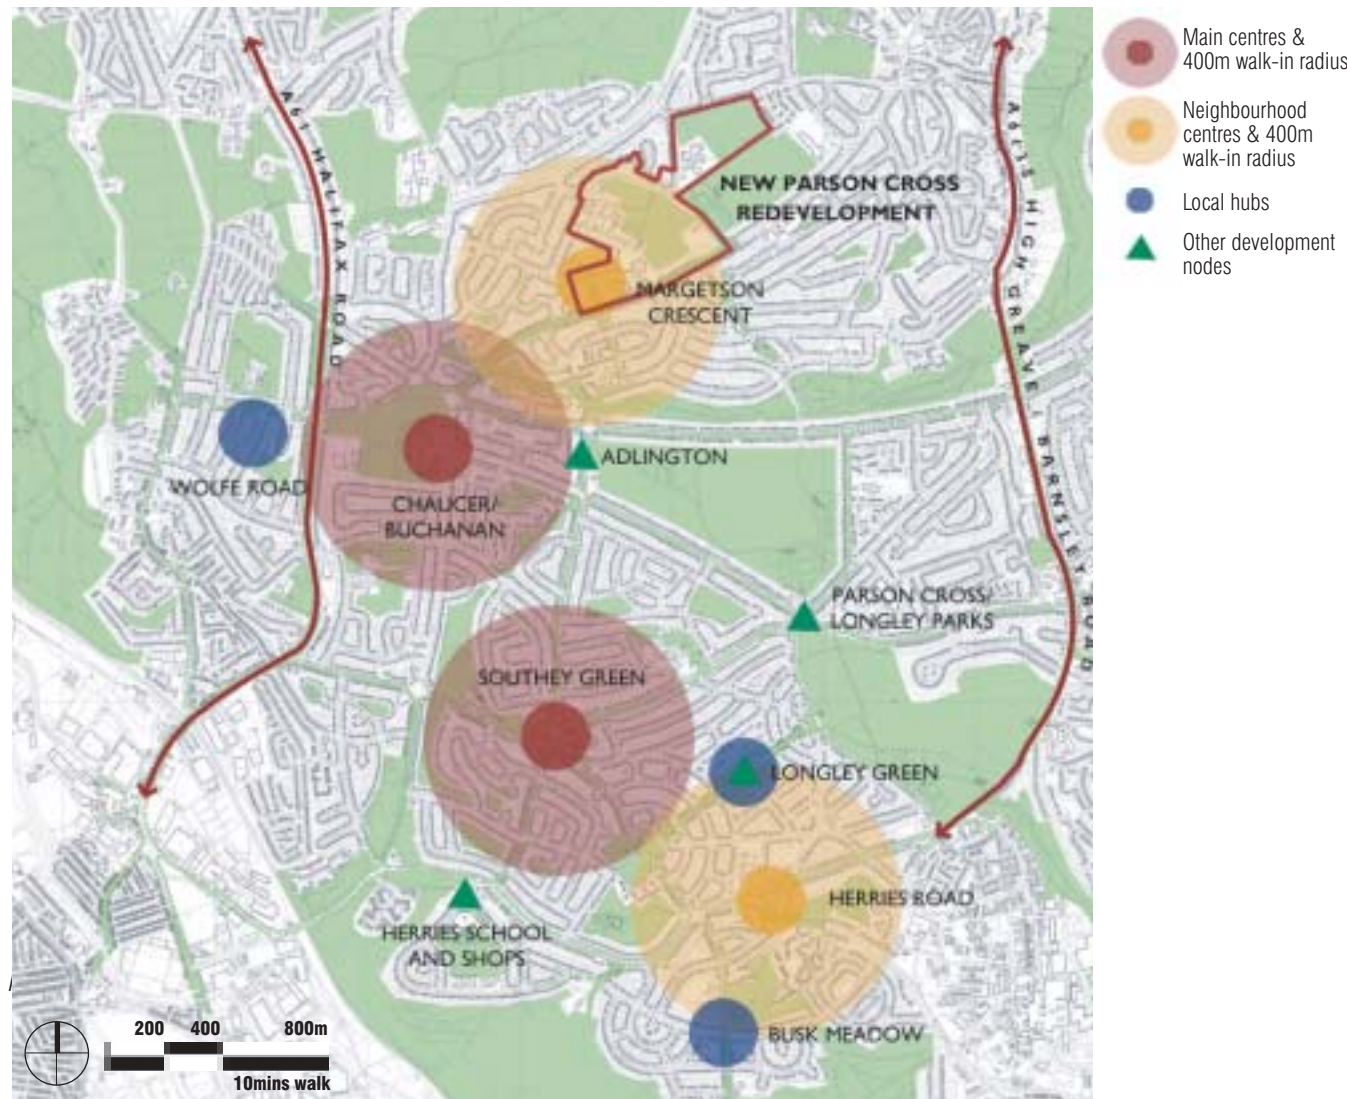 Main centres &
400m walk-in radius
Neighbourhood
centres & 400m
walk-in radius
Local hubs
Other development
nodes
A61 HALIFAX ROAD
A6135 HIGH GREAVE / BARNSLEY ROAD
NEW PARSON CROSS
REDEVELOPMENT
MARGETSON
CRESCENT
WOLFE ROAD
CHAUCER/
BUCHANAN
ADLINGTON
PARSON CROSS/
LONGLEY PARKS
SOUTHEY GREEN
LONGLEY GREEN
HERRIES ROAD
HERRIES SCHOOL
AND SHOPS
BUSK MEADOW
200 400 800m
10mins walk